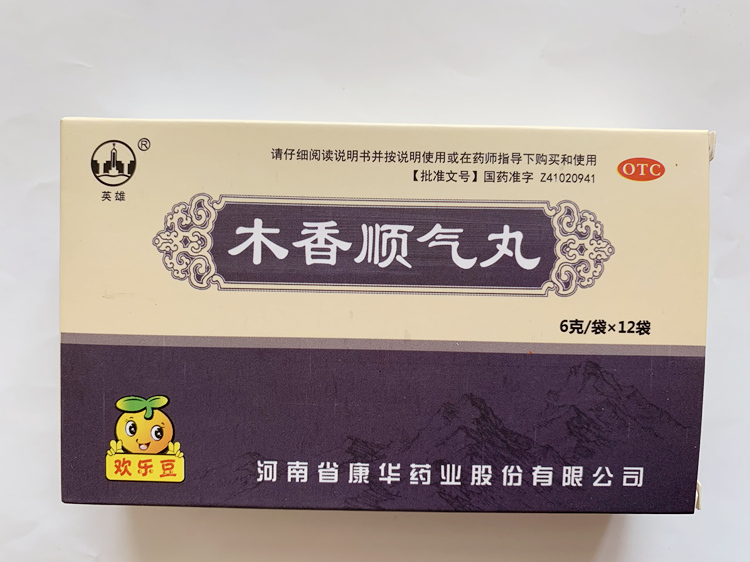 ®
英雄
请仔细阅读说明书并按说明使用或在药师指导下购买和使用
【批准文号】国药准字 Z41020941
OTC
木香顺气丸
6克/袋×12袋
欢乐豆
河南省康华药业股份有限公司